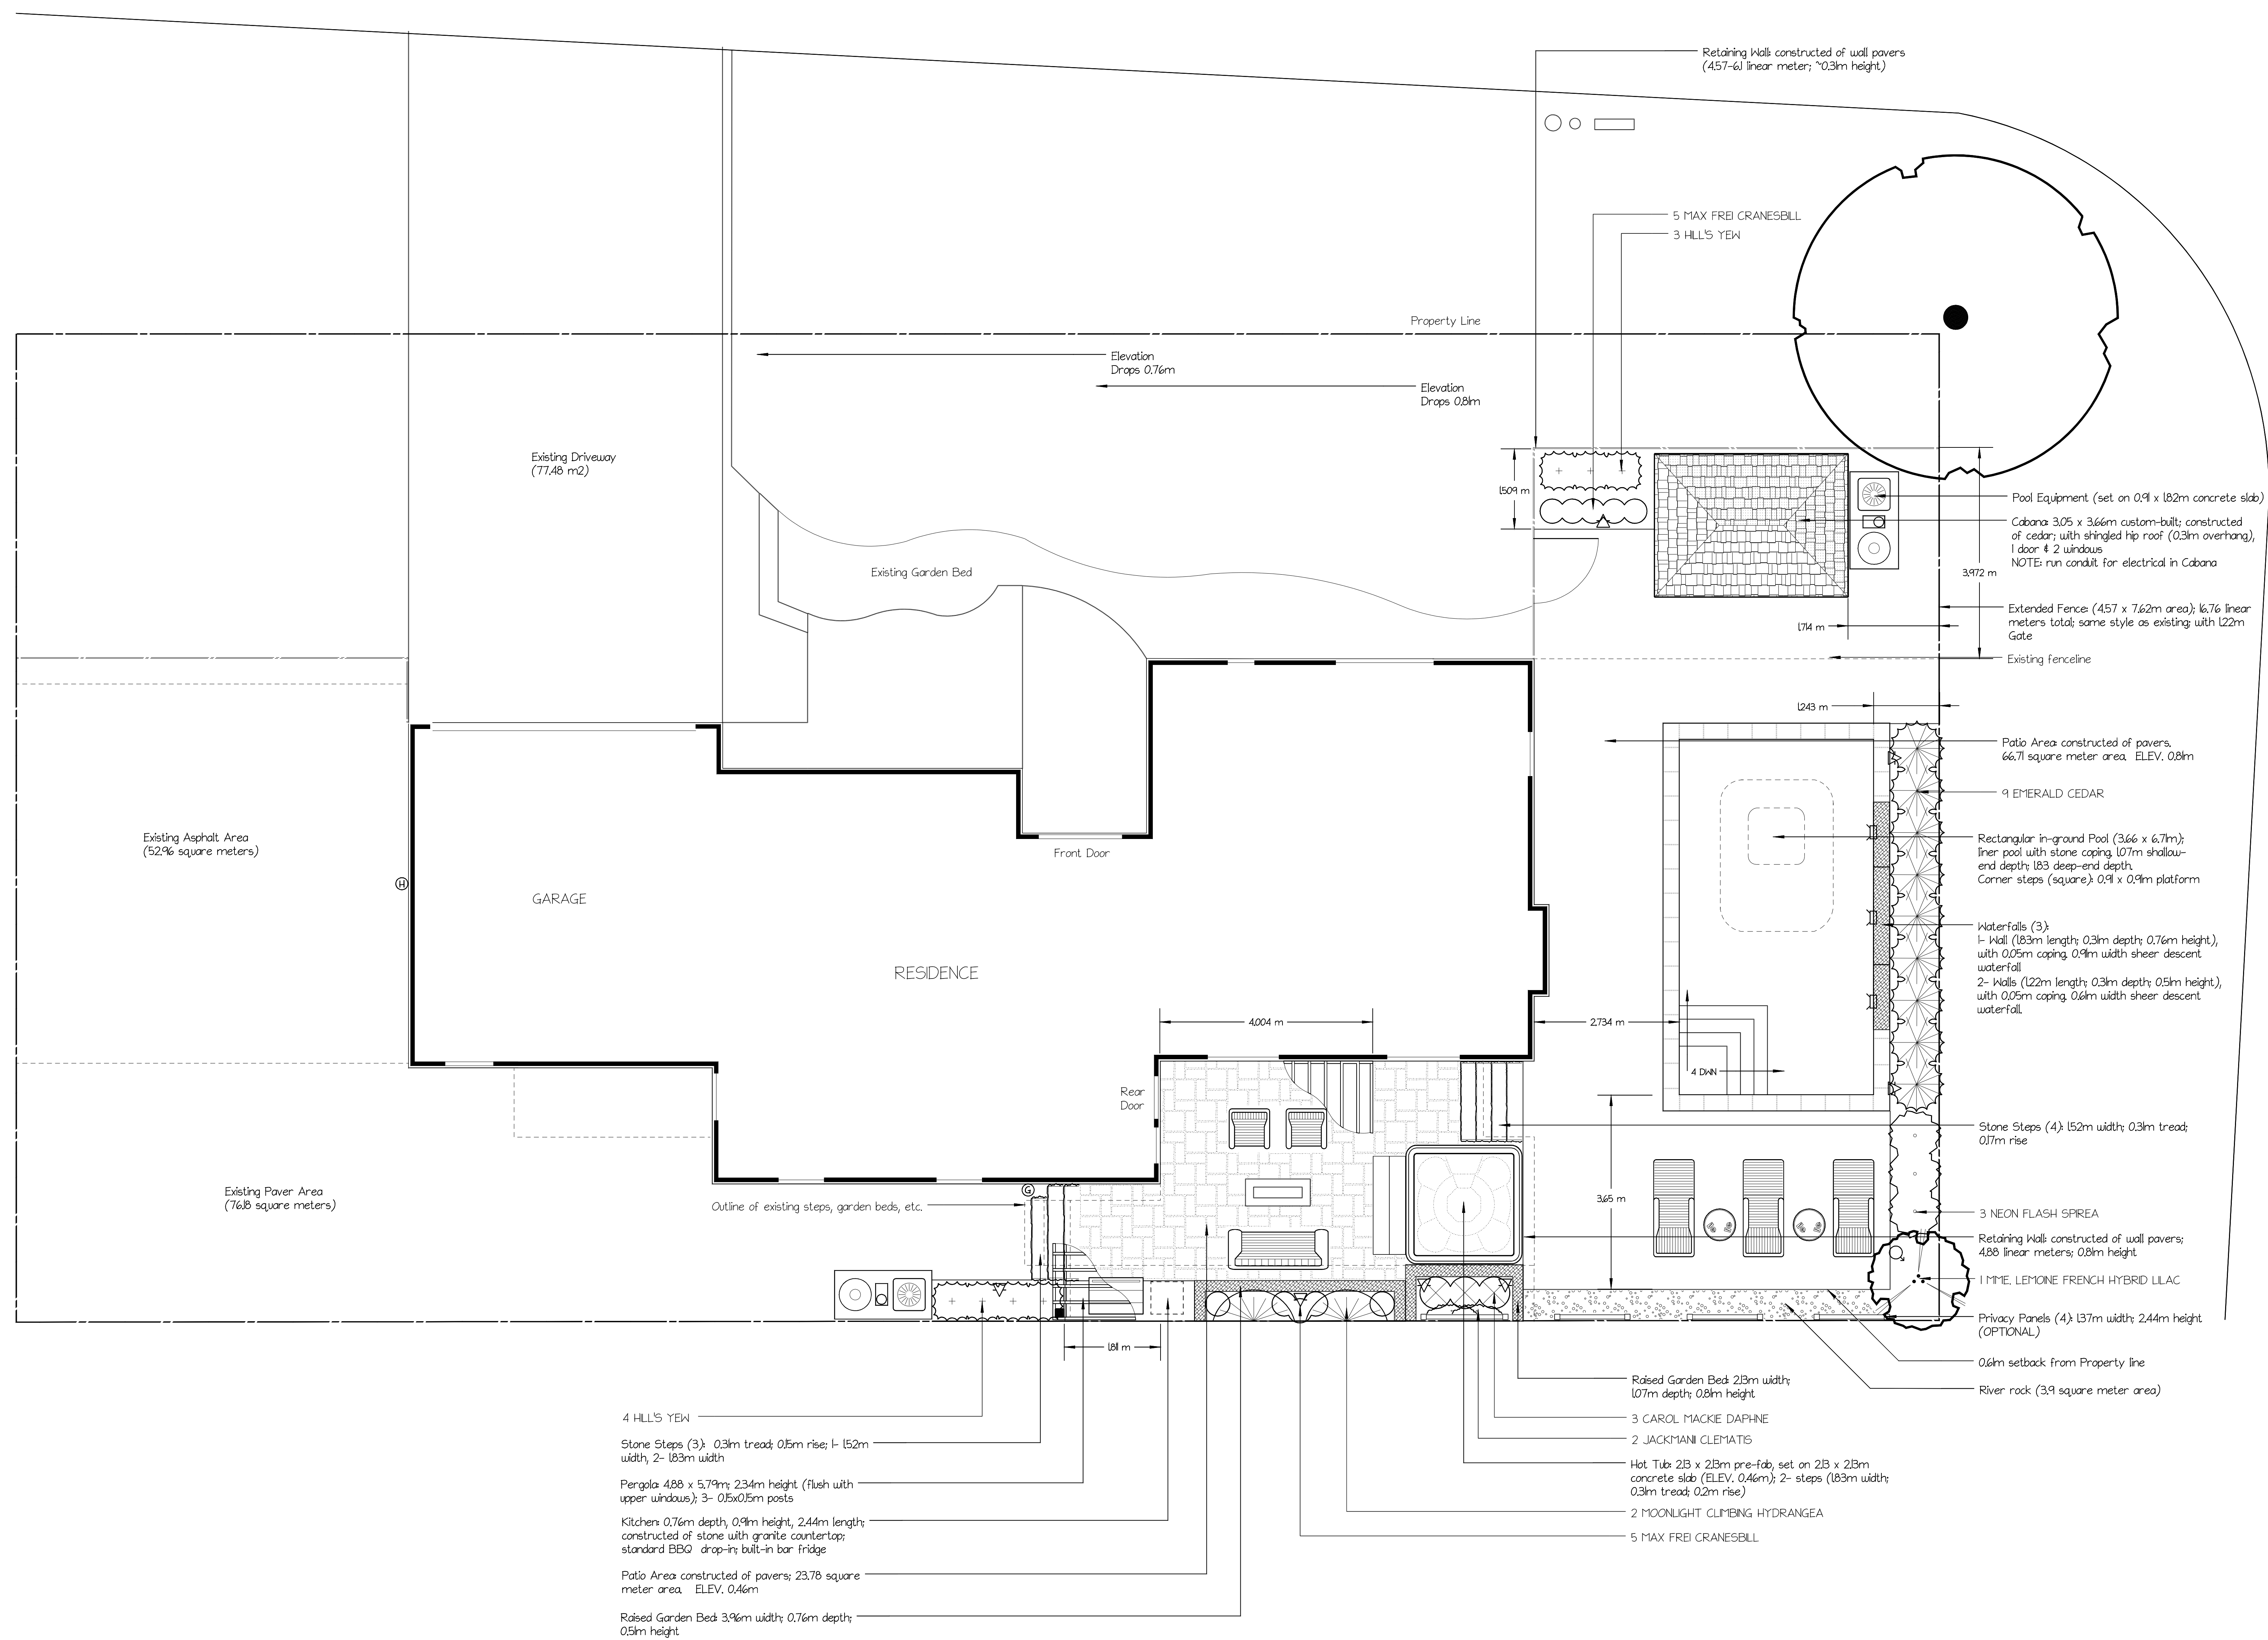 Retaining Wall: constructed of wall pavers
(4.57-6.1 linear meter; ~0.31m height)
5 MAX FREI CRANESBILL
3 HILL'S YEW
Property Line
Elevation
Drops 0.76m
Elevation
Drops 0.81m
Existing Driveway
(77.48 m2)
1.509 m
Pool Equipment (set on 0.91 x 1.82m concrete slab)
Cabana: 3.05 x 3.66m custom-built; constructed
of cedar; with shingled hip roof (0.31m overhang),
1 door & 2 windows
NOTE: run conduit for electrical in Cabana
3.972 m
Existing Garden Bed
Extended Fence: (4.57 x 7.62m area); 16.76 linear
meters total; same style as existing; with 1.22m
Gate
1.714 m
Existing fenceline
1.243 m
Patio Area: constructed of pavers.
66.71 square meter area. ELEV. 0.81m
9 EMERALD CEDAR
Existing Asphalt Area
(52.96 square meters)
Front Door
Rectangular in-ground Pool (3.66 x 6.71m);
liner pool with stone coping. 1.07m shallow-
end depth; 1.83 deep-end depth.
Corner steps (square): 0.91 x 0.91m platform
H
GARAGE
Waterfalls (3):
1- Wall (1.83m length; 0.31m depth; 0.76m height),
with 0.05m coping. 0.91m width sheer descent
waterfall
2- Walls (1.22m length; 0.31m depth; 0.51m height),
with 0.05m coping. 0.61m width sheer descent
waterfall.
RESIDENCE
4.004 m
2.734 m
4 DWN
Rear
Door
Stone Steps (4): 1.52m width; 0.31m tread;
0.17m rise
Existing Paver Area
(76.18 square meters)
G
Outline of existing steps, garden beds, etc.
3.65 m
3 NEON FLASH SPIREA
Retaining Wall: constructed of wall pavers;
4.88 linear meters; 0.81m height
1 MME. LEMOINE FRENCH HYBRID LILAC
Privacy Panels (4): 1.37m width; 2.44m height
(OPTIONAL)
1.811 m
0.61m setback from Property line
River rock (3.9 square meter area)
Raised Garden Bed: 2.13m width;
1.07m depth; 0.81m height
4 HILL'S YEW
3 CAROL MACKIE DAPHNE
2 JACKMANII CLEMATIS
Stone Steps (3): 0.31m tread; 0.15m rise; 1- 1.52m
width, 2- 1.83m width
Hot Tub: 2.13 x 2.13m pre-fab, set on 2.13 x 2.13m
concrete slab (ELEV. 0.46m); 2- steps (1.83m width;
0.31m tread; 0.2m rise)
Pergola: 4.88 x 5.79m; 2.34m height (flush with
upper windows); 3- 0.15x0.15m posts
2 MOONLIGHT CLIMBING HYDRANGEA
Kitchen: 0.76m depth, 0.91m height, 2.44m length;
constructed of stone with granite countertop;
standard BBQ drop-in; built-in bar fridge
5 MAX FREI CRANESBILL
Patio Area: constructed of pavers; 23.78 square
meter area. ELEV. 0.46m
Raised Garden Bed: 3.96m width; 0.76m depth;
0.51m height